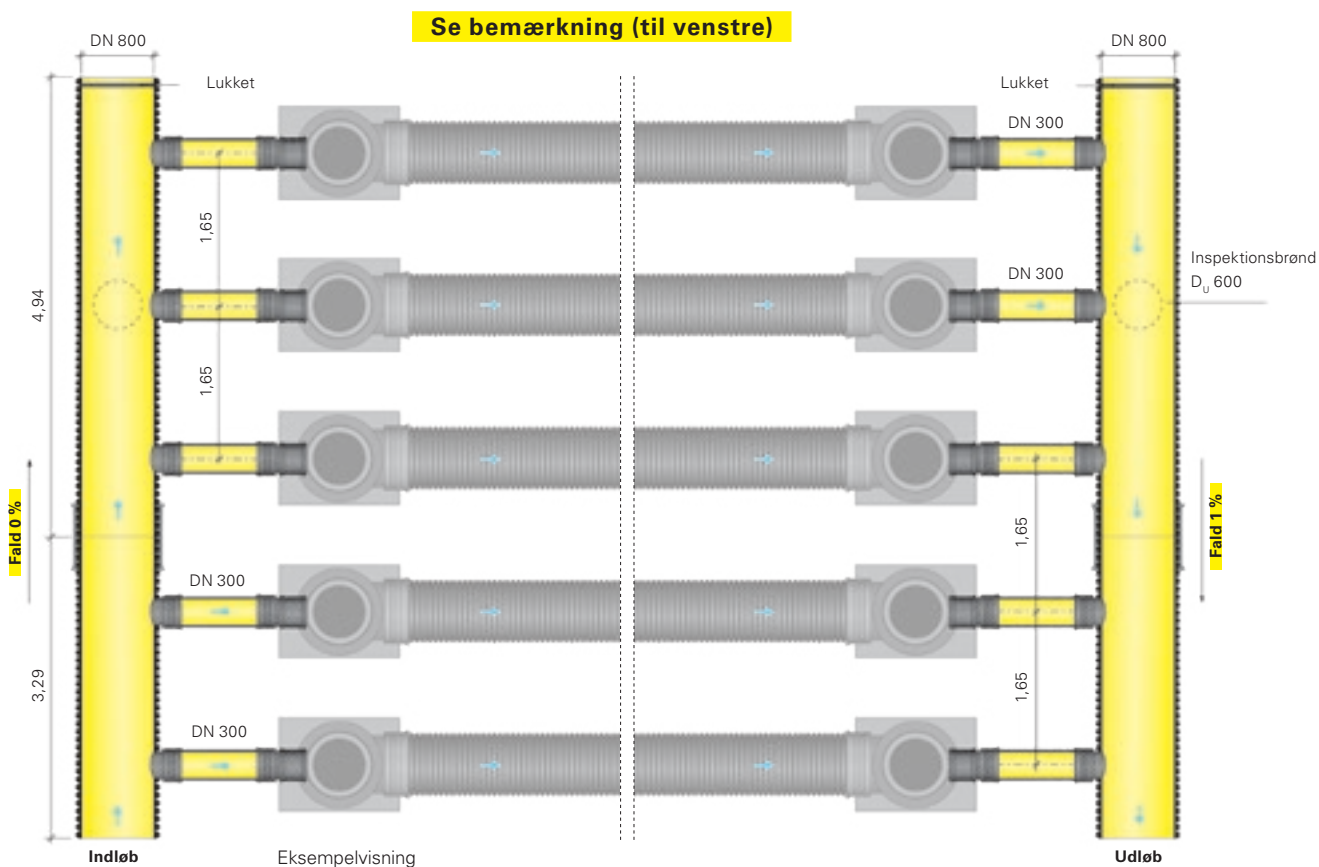 Se bemærkning (til venstre)
DN 800
DN 800
Lukket
Lukket
DN 300
1,65
DN 300
Inspektionsbrønd
DU 600
4,94
1,65
Fald 0 %
Fald 1 %
1,65
DN 300
3,29
1,65
DN 300
Indløb
Eksempelvisning
Udløb